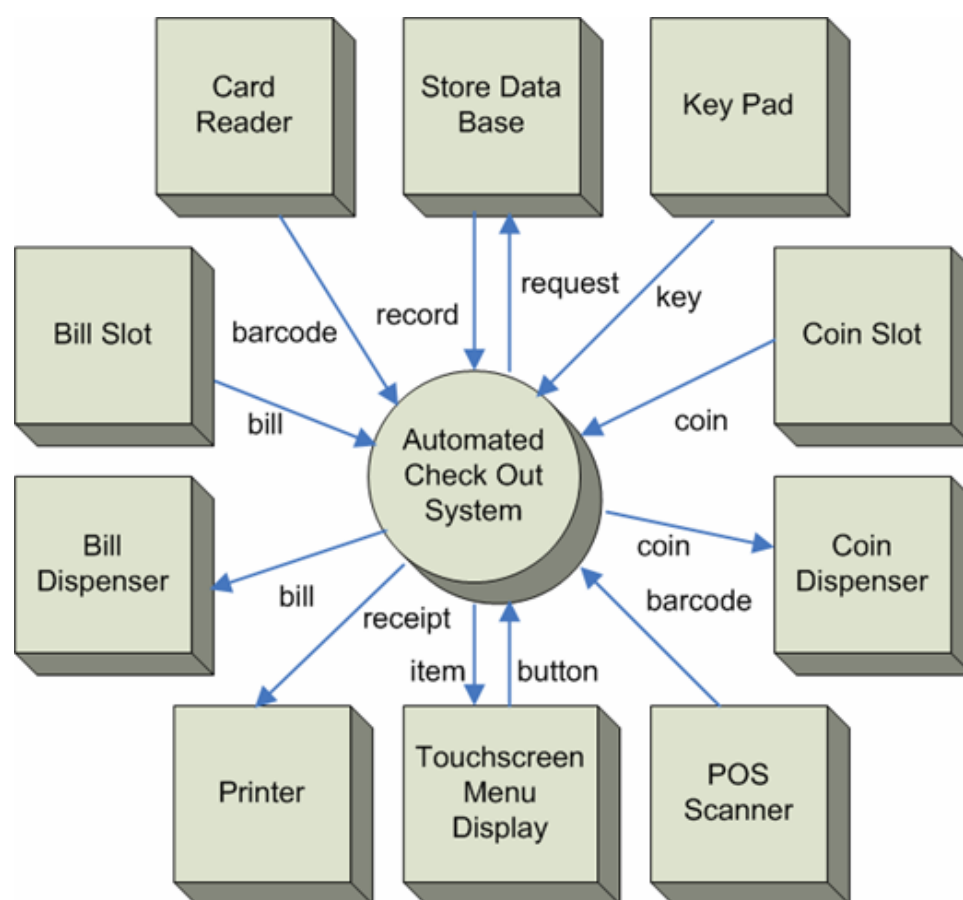 Card
Reader
Store Data
Base
Key Pad
request
key
record
barcode
Bill Slot
Coin Slot
bill
coin
Automated
Check Out
System
Bill
Dispenser
coin
Coin
Dispenser
bill
barcode
receipt
item
button
Printer
Touchscreen
Menu
Display
POS
Scanner